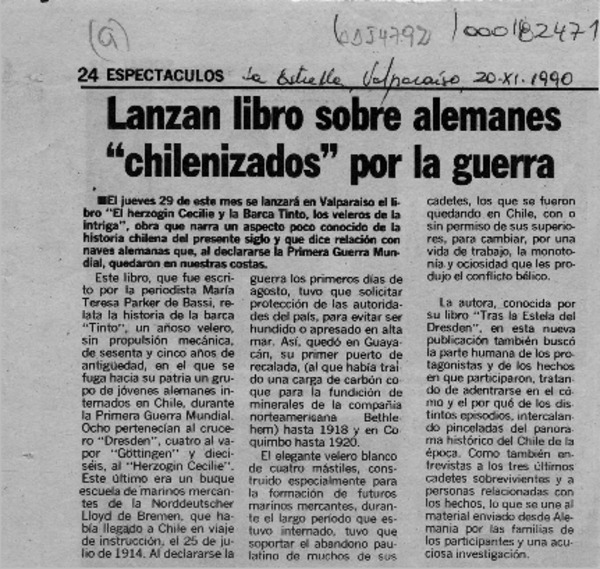 (a)
000182471
24 ESPECTACULOS La Estrella, Valparaíso, 20-XI-1990
Lanzan libro sobre alemanes
"chilenizados" por la guerra
■El jueves 29 de este mes se lanzará en Valparaíso el li-
bro "El herzogin Cecilie y la Barca Tinto, los veleros de la
intriga", obra que narra un aspecto poco conocido de la
historia chilena del presente siglo y que dice relación con
naves alemanas que, al declararse la Primera Guerra Mun-
dial, quedaron en nuestras costas.
Este libro, que fue escri-
to por la periodista María
Teresa Parker de Bassi, re-
lata la historia de la barca
"Tinto", un añoso velero,
sin propulsión mecánica,
de sesenta y cinco años de
antigüedad, en el que se
fuga hacia su patria un gru-
po de jóvenes alemanes in-
ternados en Chile, durante
la Primera Guerra Mundial.
Ocho pertenecían al cruce-
ro "Dresden", cuatro al va-
por "Göttingen" y dieci-
séis, al "Herzogin Cecilie".
Este último era un buque
escuela de marinos mercan-
tes de la Norddeutscher
Lloyd de Bremen, que ha-
bía llegado a Chile en viaje
de instrucción, el 25 de ju-
lio de 1914. Al declararse la
guerra los primeros días de
agosto, tuvo que solicitar
protección de las autorida-
des del país, para evitar ser
hundido o apresado en alta
mar. Así, quedó en Guaya-
cán, su primer puerto de
recalada, (al que había traí-
do una carga de carbón co-
que para la fundición de
minerales de la compañía
norteamericana Bethle-
hem) hasta 1918 y en Co-
quimbo hasta 1920.
El elegante velero blanco
de cuatro mástiles, cons-
truido especialmente para
la formación de futuros
marinos mercantes, duran-
te el largo período que es-
tuvo internado, tuvo que
soportar el abandono pau-
latino de muchos de sus
cadetes, los que se fueron
quedando en Chile, con o
sin permiso de sus superio-
res, para cambiar, por una
vida de trabajo, la monoto-
nía y ociosidad que les pro-
dujo el conflicto bélico.
La autora, conocida por
su libro "Tras la Estela del
Dresden", en esta nueva
publicación también buscó
la parte humana de los pro-
tagonistas y de los hechos
en que participaron, tratan-
do de adentrarse en el có-
mo y el por qué de los dis-
tintos episodios, intercalan-
do pinceladas del panora-
ma histórico del Chile de la
época. Como también en-
trevistas a los tres últimos
cadetes sobrevivientes y a
personas relacionadas con
los hechos, lo que se une al
material enviado desde Ale-
mania por las familias de
los participantes y una acu-
ciosa investigación.